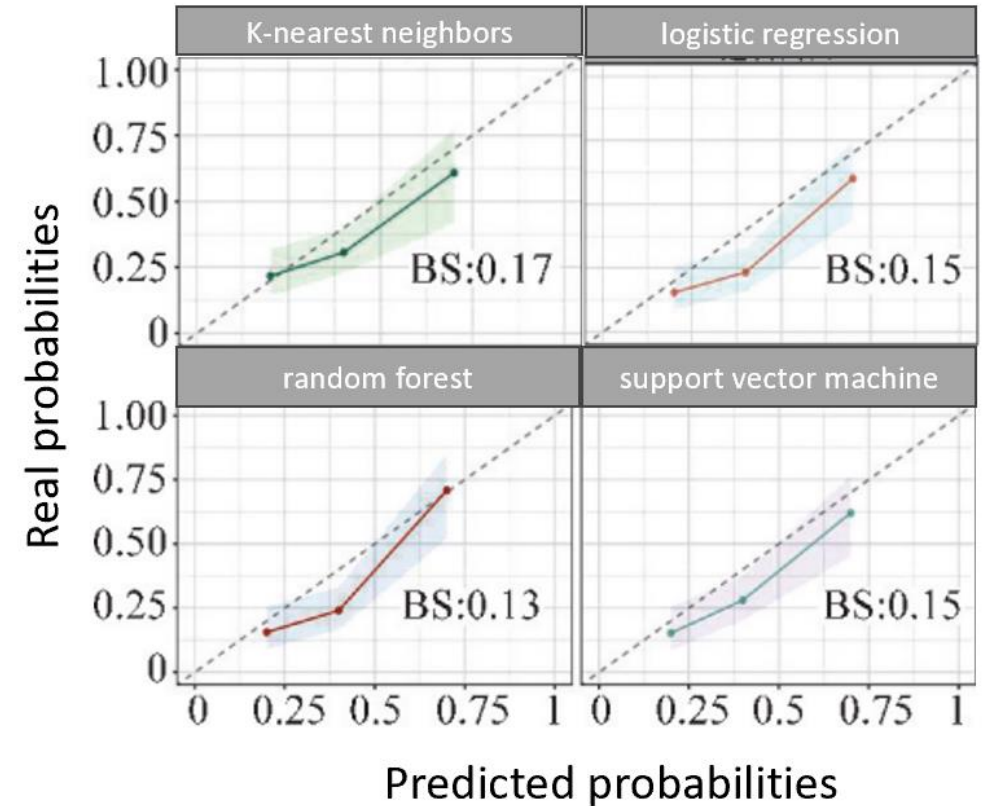 K-nearest neighbors
logistic regression
1.00
0.75
0.50
0.25
0
BS:0.17
BS:0.15
Real probabilities
random forest
support vector machine
1.00
0.75
0.50
0.25
0
BS:0.13
BS:0.15
0 0.25 0.5 0.75 1
0 0.25 0.5 0.75 1
Predicted probabilities